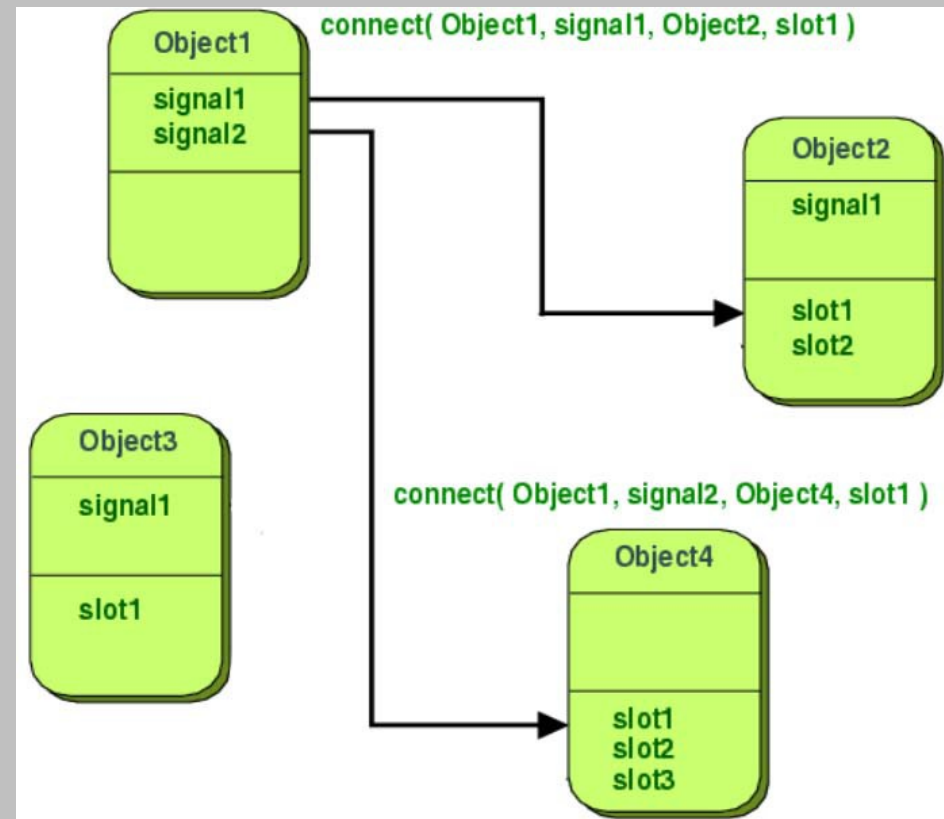 Object1
signal1
signal2
connect( Object1, signal1, Object2, slot1 )
Object2
signal1
slot1
slot2
Object3
signal1
slot1
connect( Object1, signal2, Object4, slot1 )
Object4
slot1
slot2
slot3